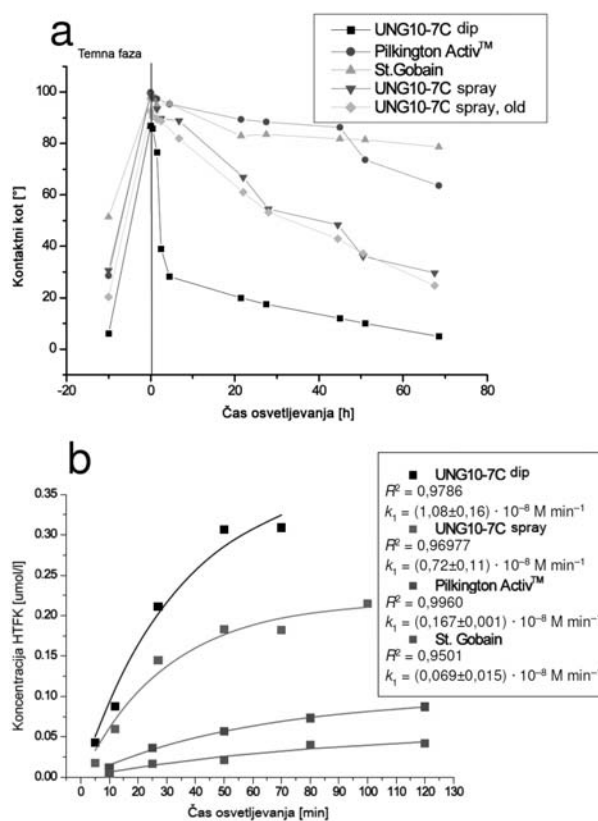 a
Temna faza
UNG10-7C dip
Pilkington Activ™
St.Gobain
UNG10-7C spray
UNG10-7C spray, old
Kontaktni kot [°]
100
80
60
40
20
0
-20
0
20
40
60
80
Čas osvetljevanja [h]
b
UNG10-7C dip
R² = 0,9786
k₁ = (1,08±0,16) · 10⁻⁸ M min⁻¹
UNG10-7C spray
R² = 0,96977
k₁ = (0,72±0,11) · 10⁻⁸ M min⁻¹
Pilkington Activ™
R² = 0,9960
k₁ = (0,167±0,001) · 10⁻⁸ M min⁻¹
St. Gobain
R² = 0,9501
k₁ = (0,069±0,015) · 10⁻⁸ M min⁻¹
Koncentracija HTFK [umol/l]
0.35
0.30
0.25
0.20
0.15
0.10
0.05
0.00
0 10 20 30 40 50 60 70 80 90 100 110 120 130
Čas osvetljevanja [min]